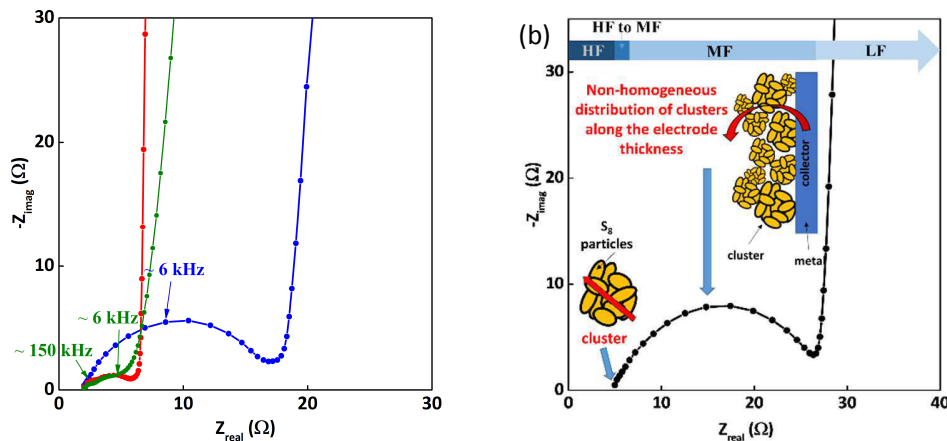 30
20
10
0
-Z_imag (Ω)
~ 6 kHz
~ 6 kHz
~ 150 kHz
0
10
20
30
Z_real (Ω)
(b)
HF to MF
HF
MF
LF
30
20
10
0
-Z_imag (Ω)
Non-homogeneous
distribution of clusters
along the electrode
thickness
collector
S₈
particles
cluster
metal
cluster
0
10
20
30
40
Z_real (Ω)